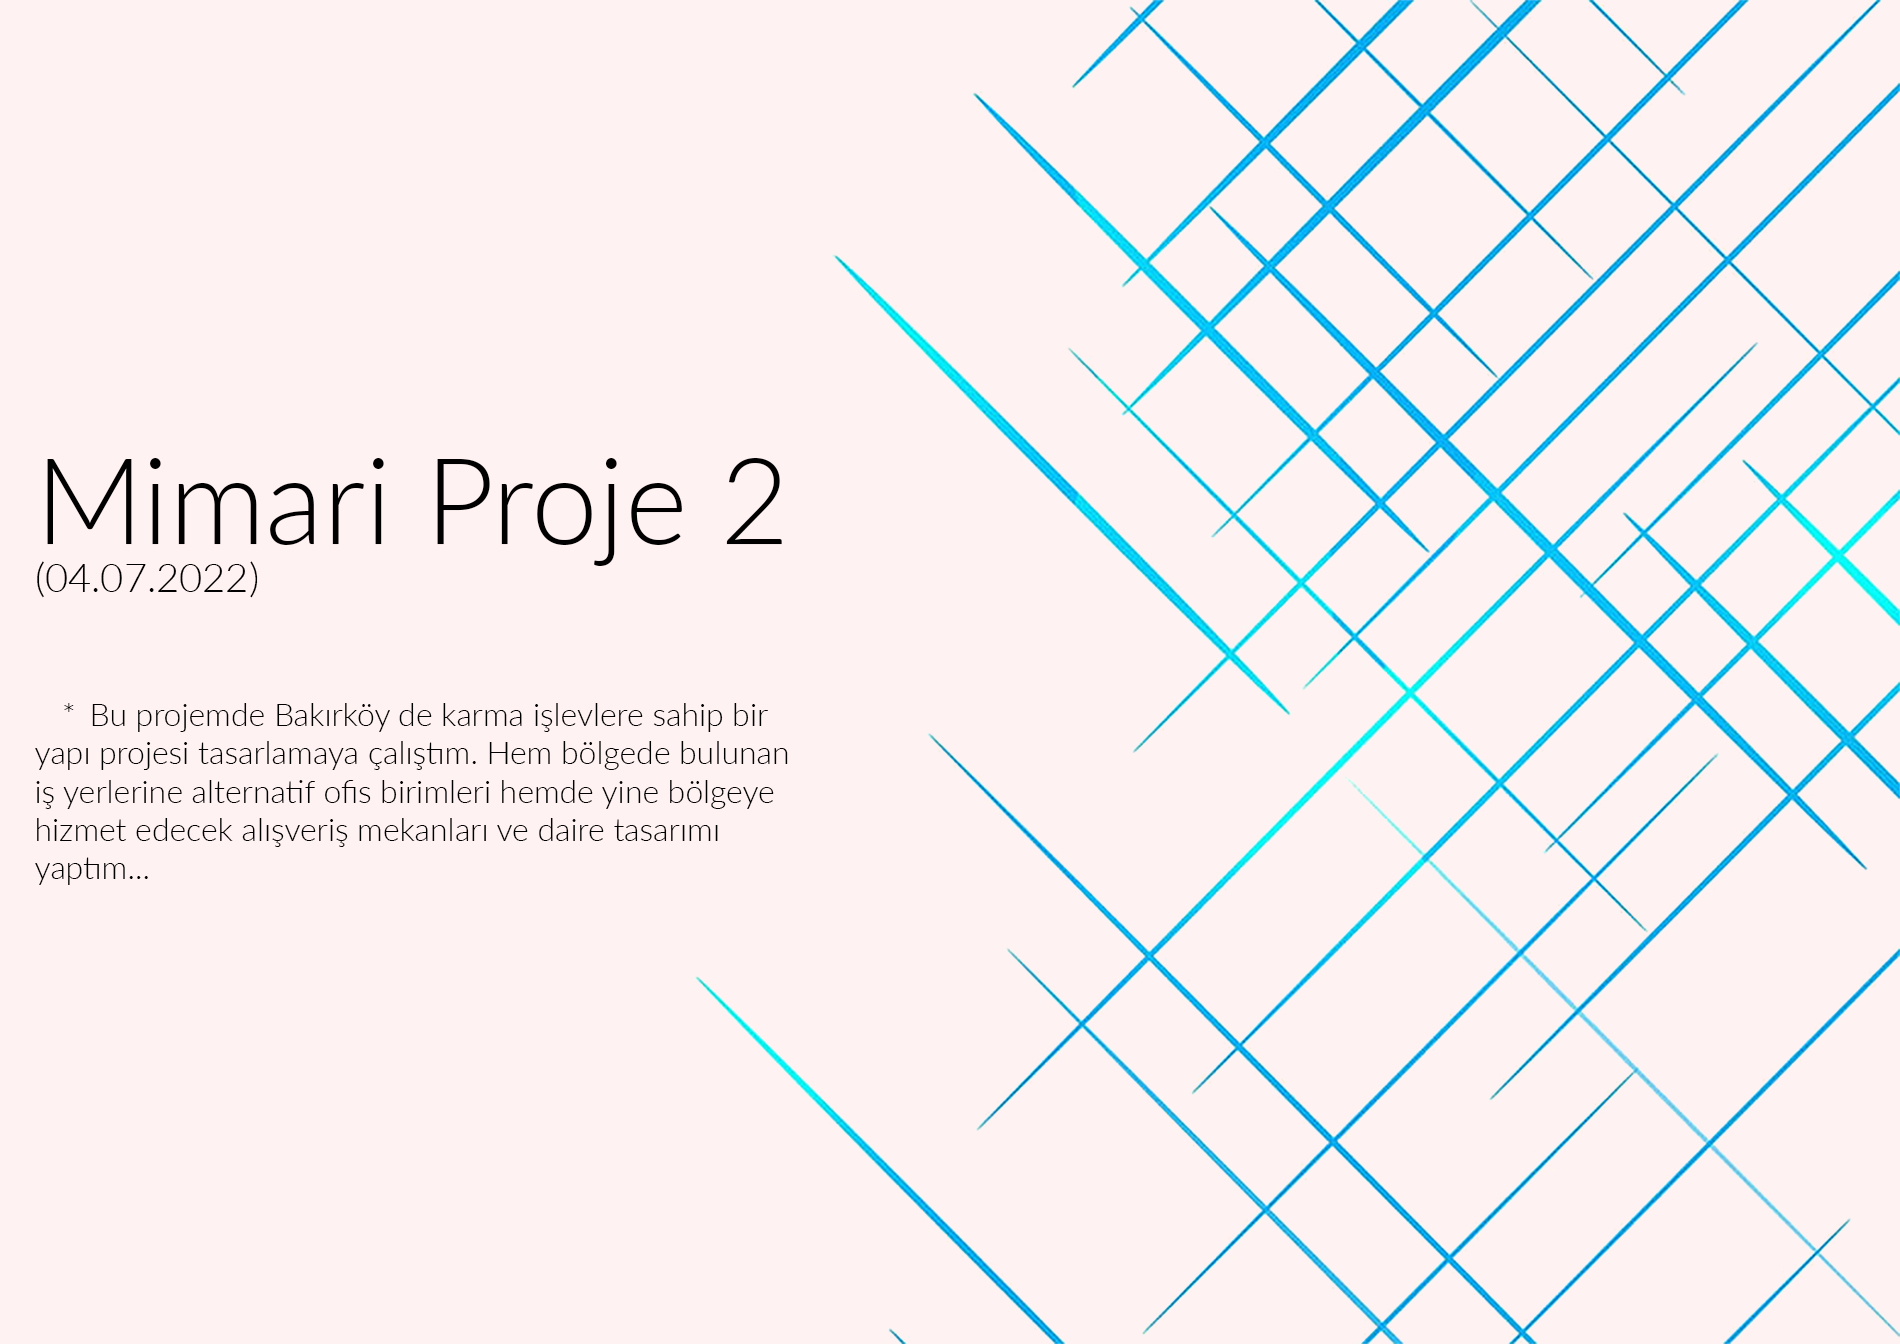 Mimari Proje 2
(04.07.2022)
* Bu projemde Bakırköy de karma işlevlere sahip bir
yapı projesi tasarlamaya çalıştım. Hem bölgede bulunan
iş yerlerine alternatif ofis birimleri hemde yine bölgeye
hizmet edecek alışveriş mekanları ve daire tasarımı
yaptım...